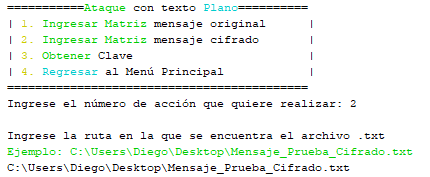 ===========Ataque con texto Plano==========
| 1. Ingresar Matriz mensaje original |
| 2. Ingresar Matriz mensaje cifrado |
| 3. Obtener Clave |
| 4. Regresar al Menú Principal |
===========================================
Ingrese el número de acción que quiere realizar: 2
Ingrese la ruta en la que se encuentra el archivo .txt
Ejemplo: C:\Users\Diego\Desktop\Mensaje_Prueba_Cifrado.txt
C:\Users\Diego\Desktop\Mensaje_Prueba_Cifrado.txt